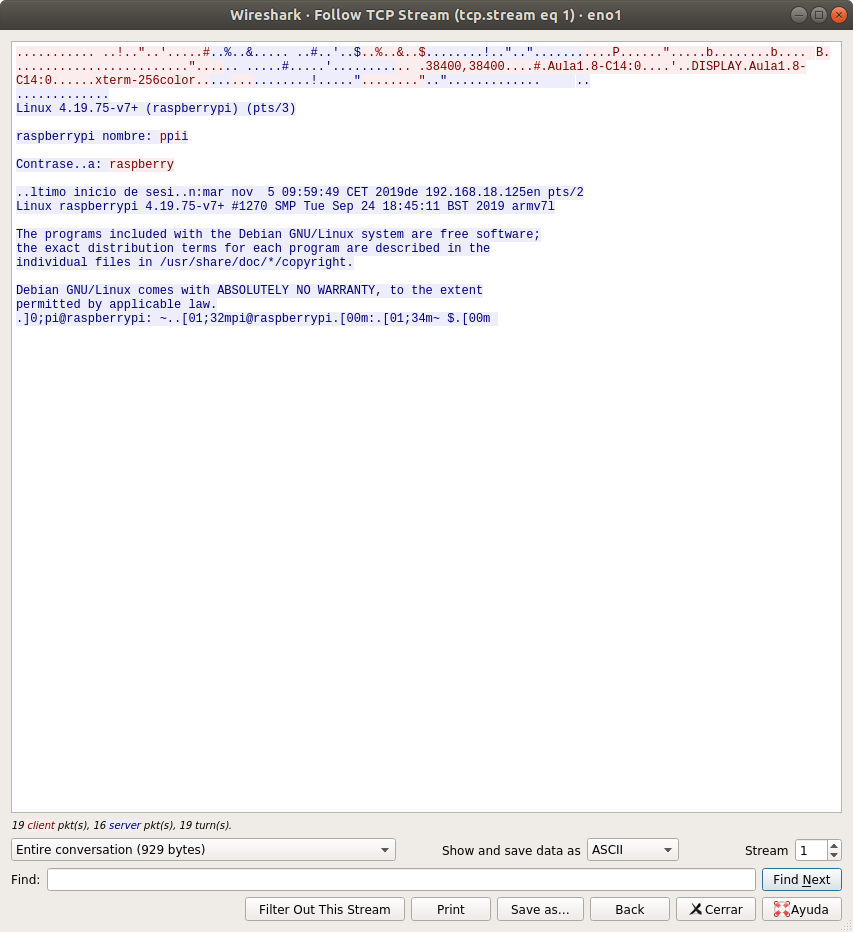 Wireshark · Follow TCP Stream (tcp.stream eq 1) · eno1
........... ..!.."..'.....#..%..&..... ..#..'..$..%..&..$........!..".."...........P......".....b........b.... B.
........................"...... .....#.....'........... .38400,38400....#.Aula1.8-C14:0....'..DISPLAY.Aula1.8-
C14:0......xterm-256color................!....."........"..".............     ..
.............
Linux 4.19.75-v7+ (raspberrypi) (pts/3)
raspberrypi nombre: ppii
Contrase..a: raspberry
..ltimo inicio de sesi..n:mar nov  5 09:59:49 CET 2019de 192.168.18.125en pts/2
Linux raspberrypi 4.19.75-v7+ #1270 SMP Tue Sep 24 18:45:11 BST 2019 armv7l
The programs included with the Debian GNU/Linux system are free software;
the exact distribution terms for each program are described in the
individual files in /usr/share/doc/*/copyright.
Debian GNU/Linux comes with ABSOLUTELY NO WARRANTY, to the extent
permitted by applicable law.
.]0;pi@raspberrypi: ~..[01;32mpi@raspberrypi.[00m:.[01;34m~ $.[00m
19 client pkt(s), 16 server pkt(s), 19 turn(s).
Entire conversation (929 bytes) Show and save data as ASCII Stream 1
Find: Find Next
Filter Out This Stream Print Save as… Back Cerrar Ayuda